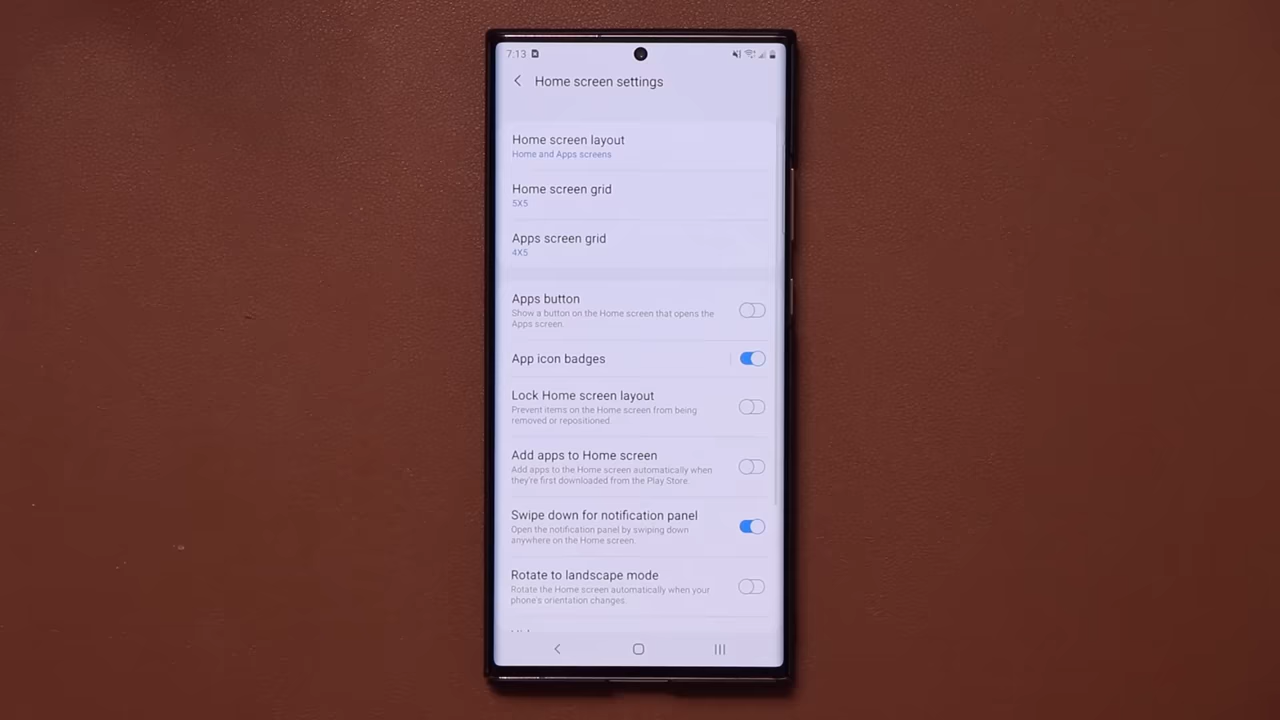 7:13
Home screen settings
Home screen layout
Home and Apps screens
Home screen grid
5X5
Apps screen grid
4X5
Apps button
Show a button on the Home screen that opens the
Apps screen.
App icon badges
Lock Home screen layout
Prevent items on the Home screen from being
removed or repositioned
Add apps to Home screen
Add apps to the Home screen automatically when
they're first downloaded from the Play Store.
Swipe down for notification panel
Open the notification panel by swiping down
anywhere on the Home screen.
Rotate to landscape mode
Rotate the Home screen automatically when your
phone's orientation changes.